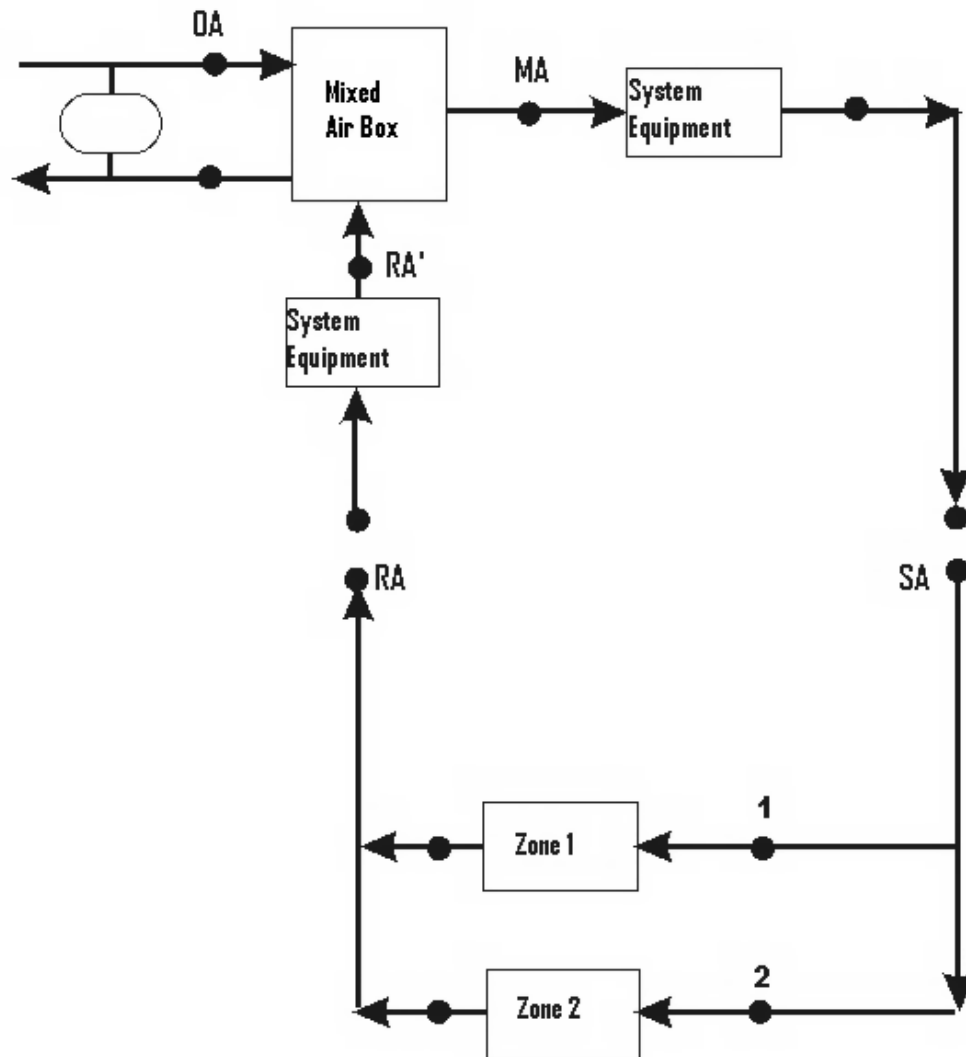 OA
Mixed
Air Box
MA
System
Equipment
RA'
System
Equipment
RA
SA
1
Zone 1
2
Zone 2